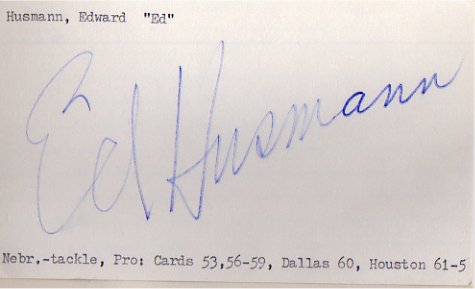 Husmann, Edward "Ed"
Ed Husmann
Nebr.-tackle, Pro: Cards 53,56-59, Dallas 60, Houston 61-5